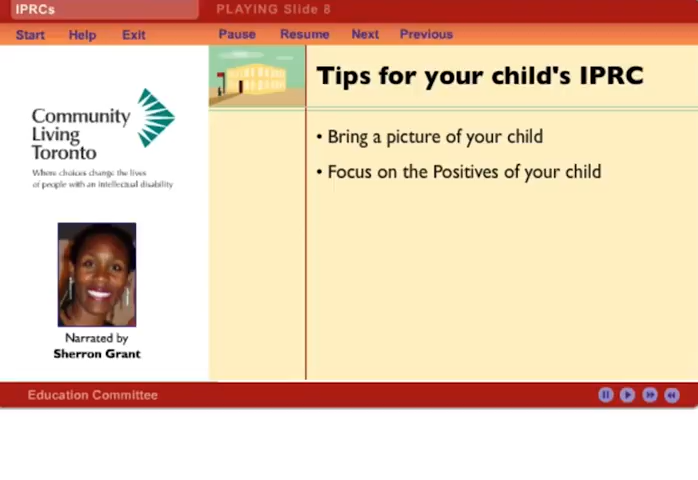 IPRCs
PLAYING Slide 8
Start Help Exit
Pause Resume Next Previous
Community
Living
Toronto
Where choices change the lives
of people with an intellectual disability
Narrated by
Sherron Grant
Tips for your child's IPRC
• Bring a picture of your child
• Focus on the Positives of your child
Education Committee